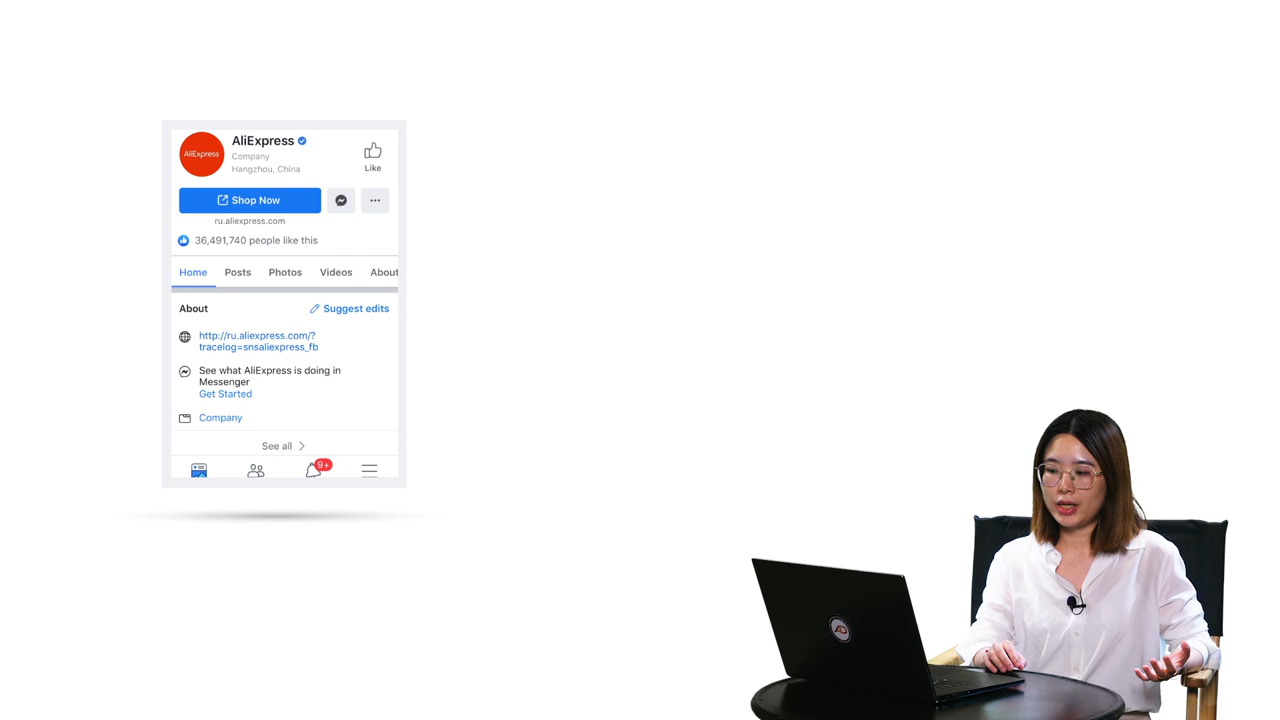 AliExpress
AliExpress
Company
Hangzhou, China
Like
Shop Now
ru.aliexpress.com
36,491,740 people like this
Home Posts Photos Videos About
About
Suggest edits
http://ru.aliexpress.com/?
tracelog=snsaliexpress_fb
See what AliExpress is doing in
Messenger
Get Started
Company
See all
9+